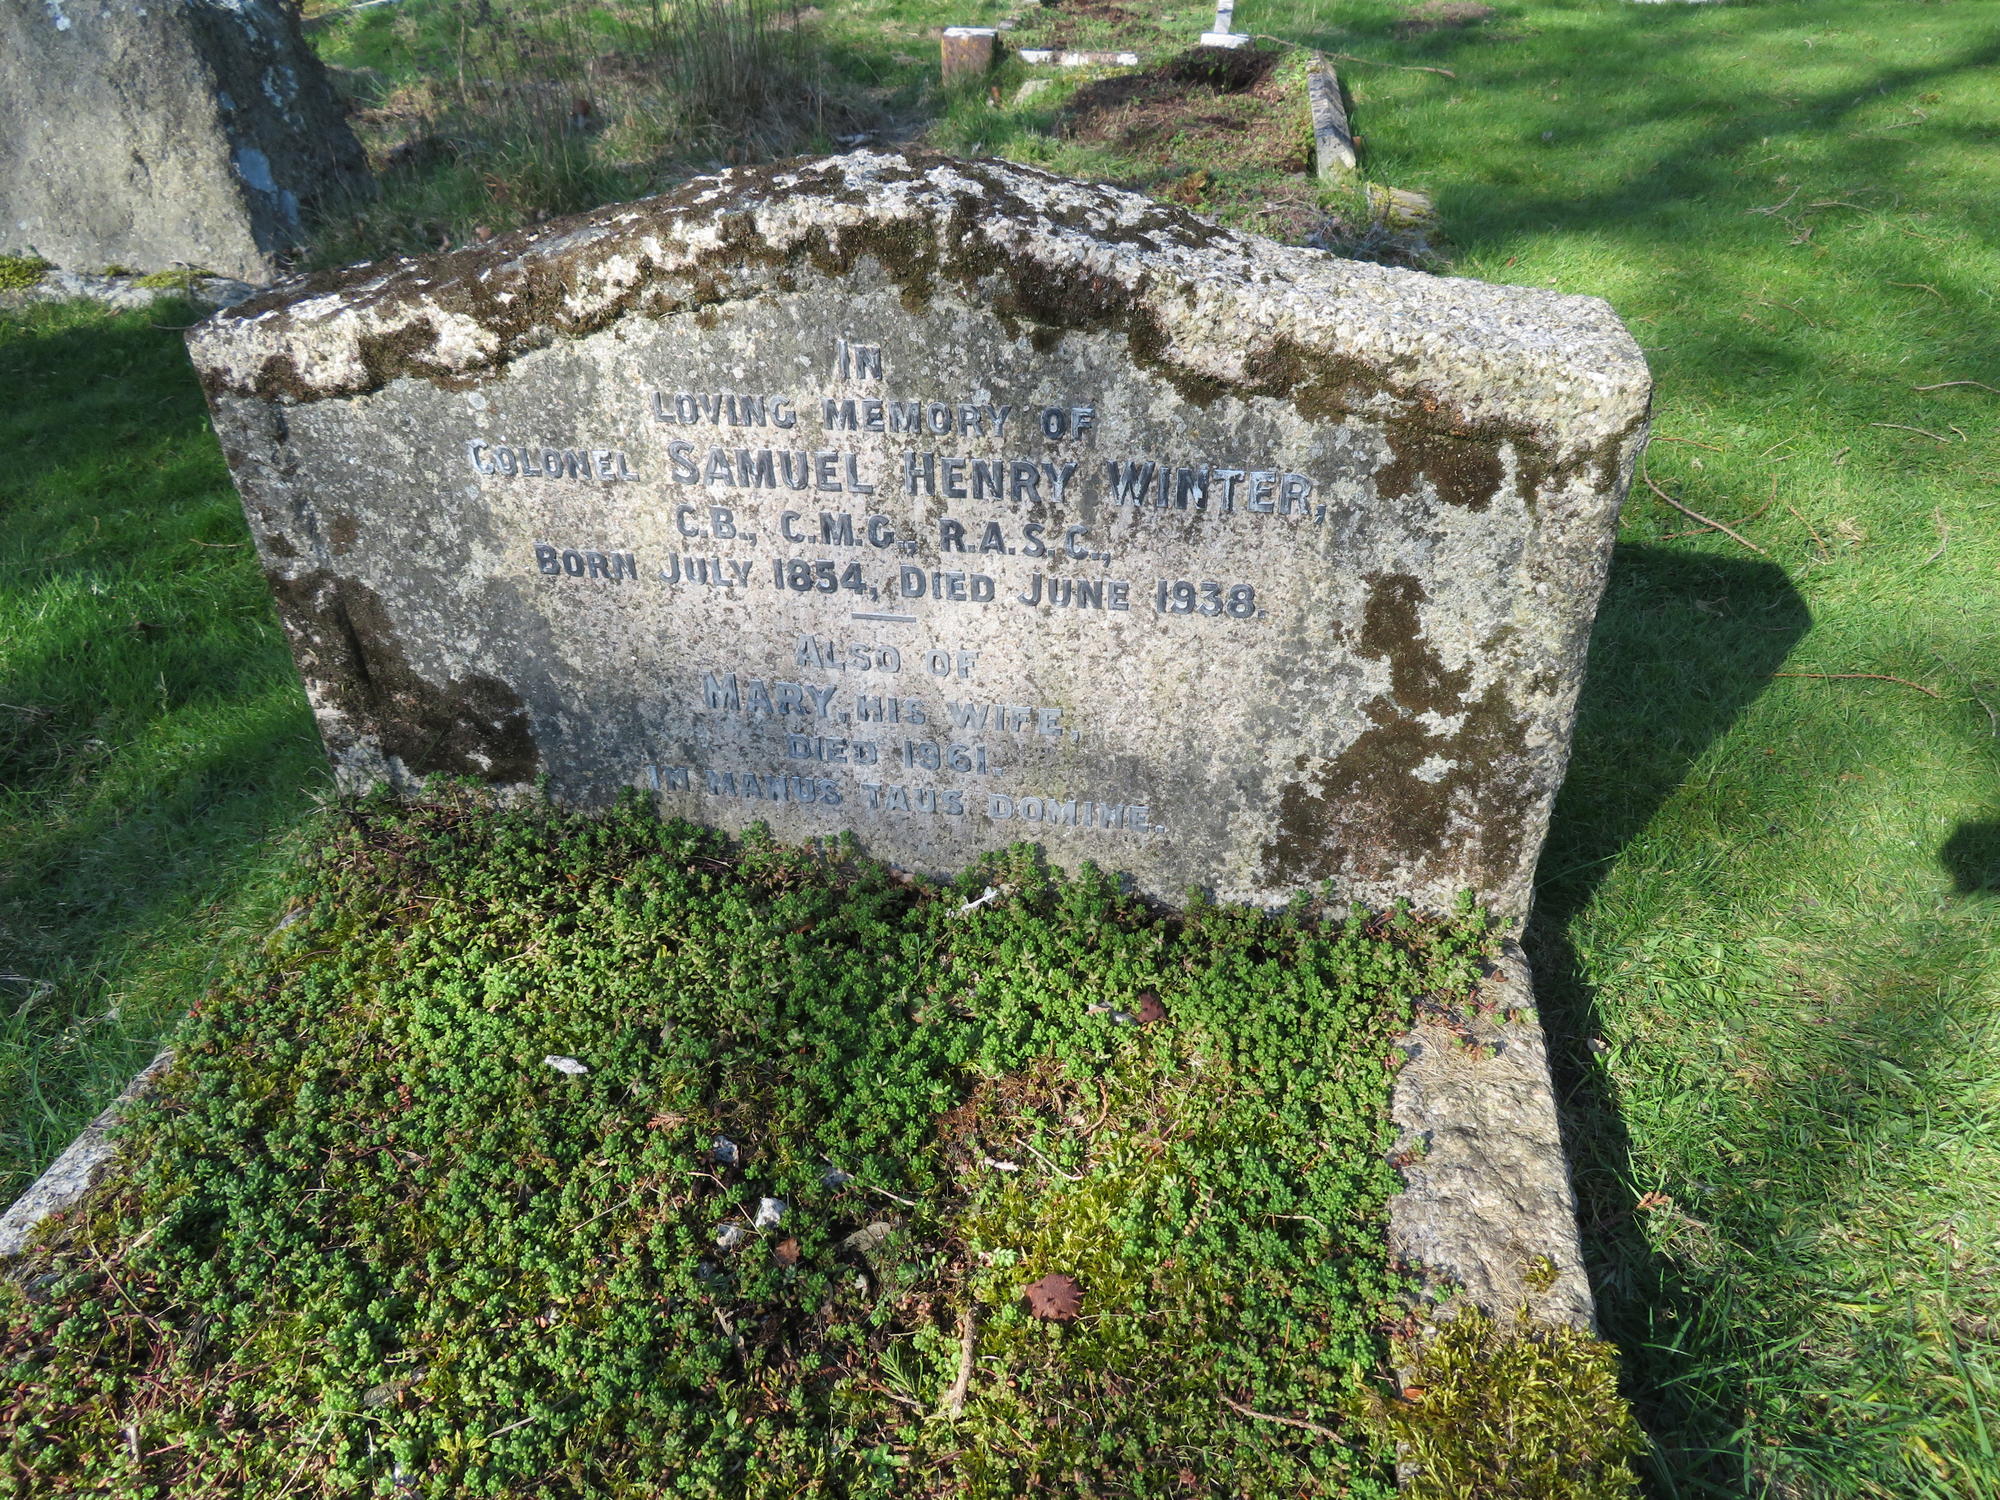 IN
LOVING MEMORY OF
COLONEL SAMUEL HENRY WINTER,
C.B., C.M.G., R.A.S.C.,
BORN JULY 1854, DIED JUNE 1938.
ALSO OF
MARY, HIS WIFE,
DIED 1961.
IN MANUS TAUS DOMINE.